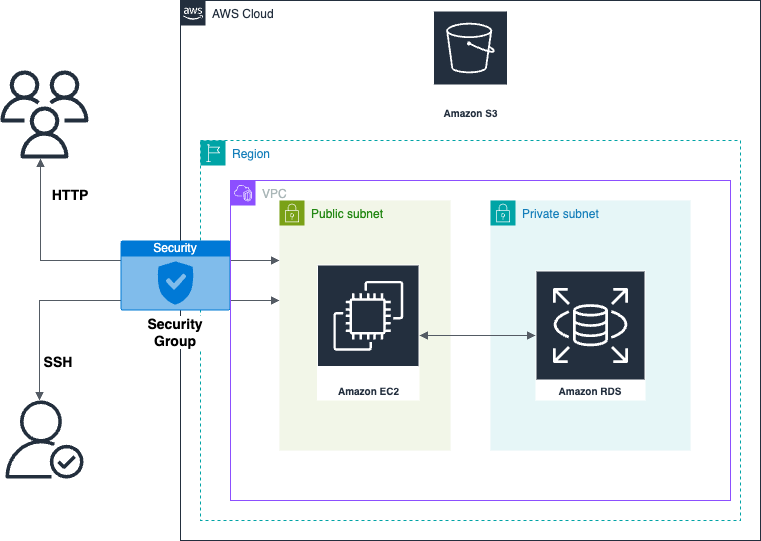 aws
AWS Cloud
Amazon S3
Region
HTTP
VPC
Public subnet
Private subnet
Security
Security
Group
SSH
Amazon EC2
Amazon RDS